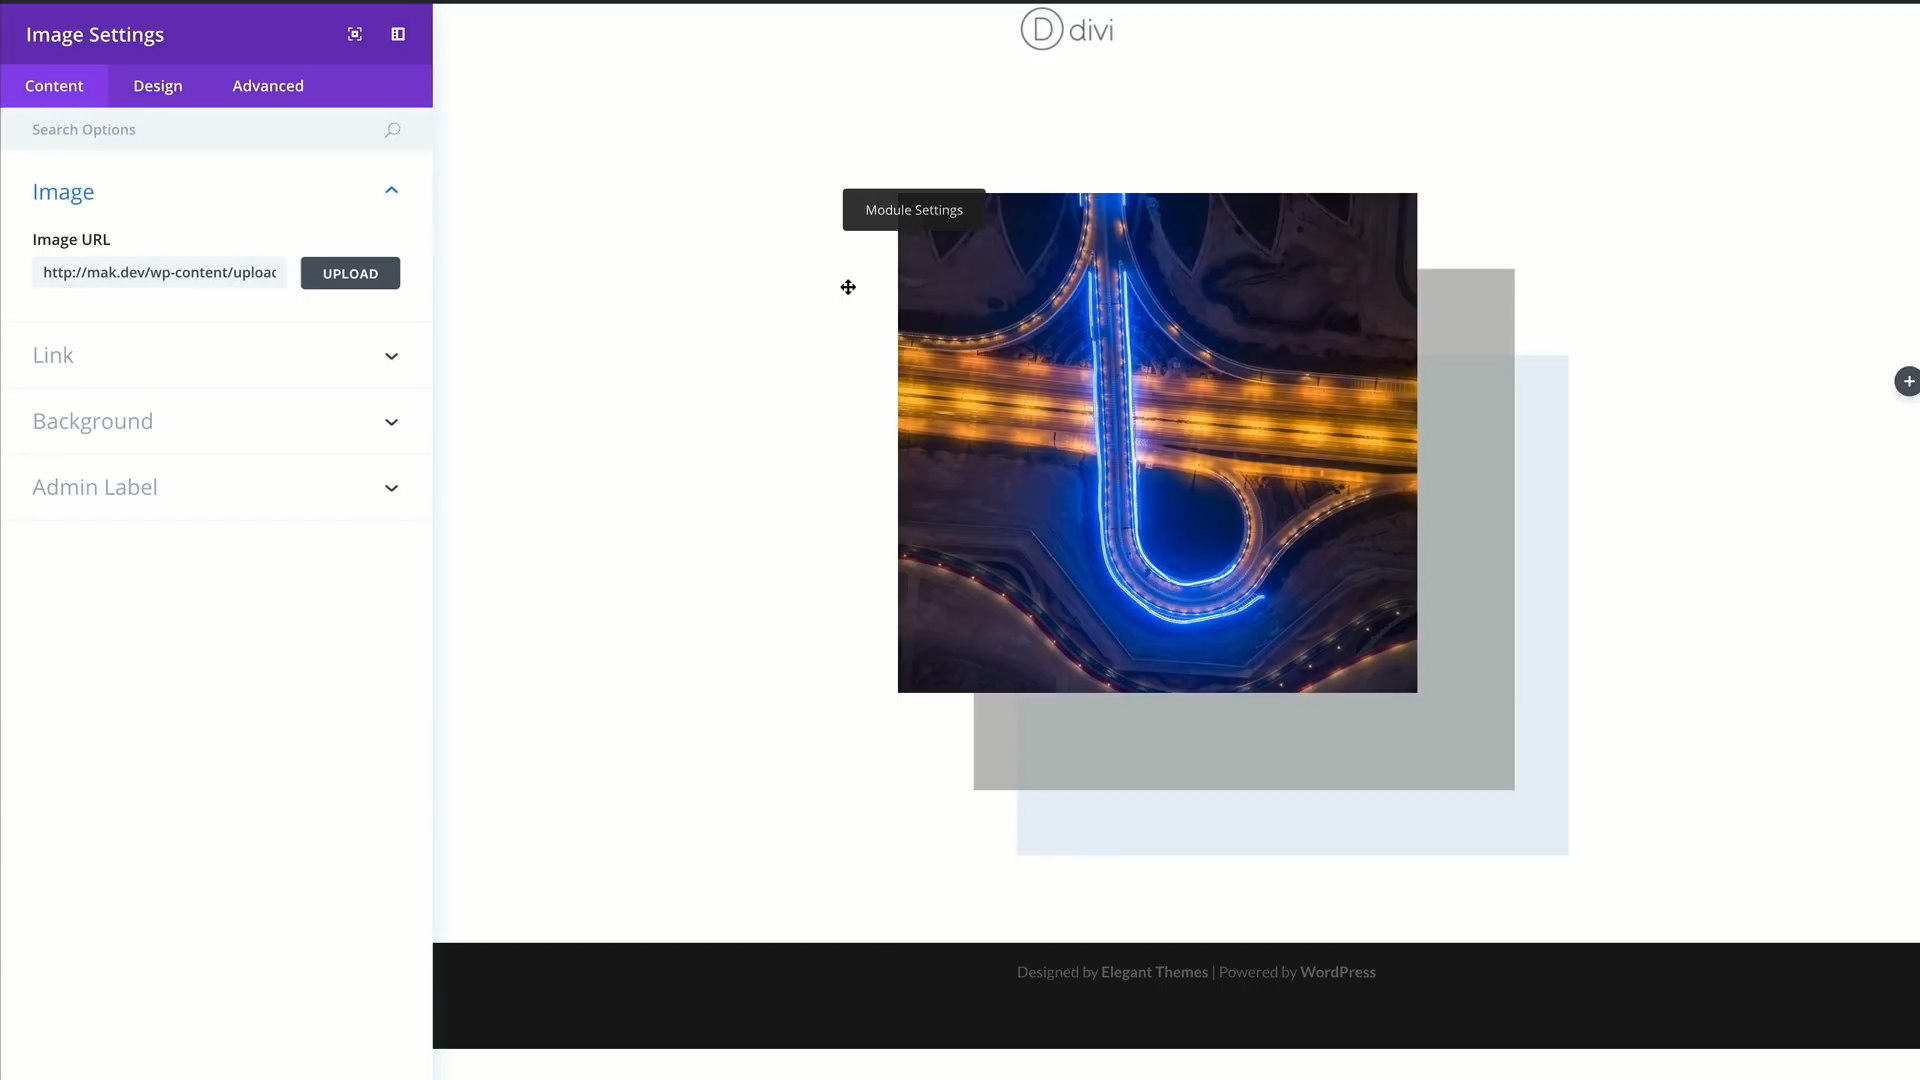 Image Settings
D divi
Content
Design
Advanced
Search Options
Image
Module Settings
Image URL
http://mak.dev/wp-content/upload
UPLOAD
Link
Background
Admin Label
Designed by Elegant Themes | Powered by WordPress